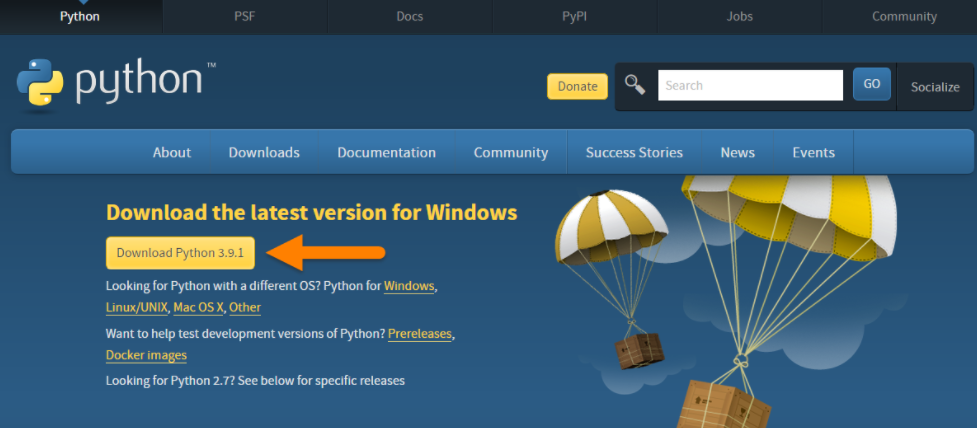 Python PSF Docs PyPI Jobs Community
python™
Donate Search GO Socialize
About Downloads Documentation Community Success Stories News Events
Download the latest version for Windows
Download Python 3.9.1
Looking for Python with a different OS? Python for Windows,
Linux/UNIX, Mac OS X, Other
Want to help test development versions of Python? Prereleases,
Docker images
Looking for Python 2.7? See below for specific releases